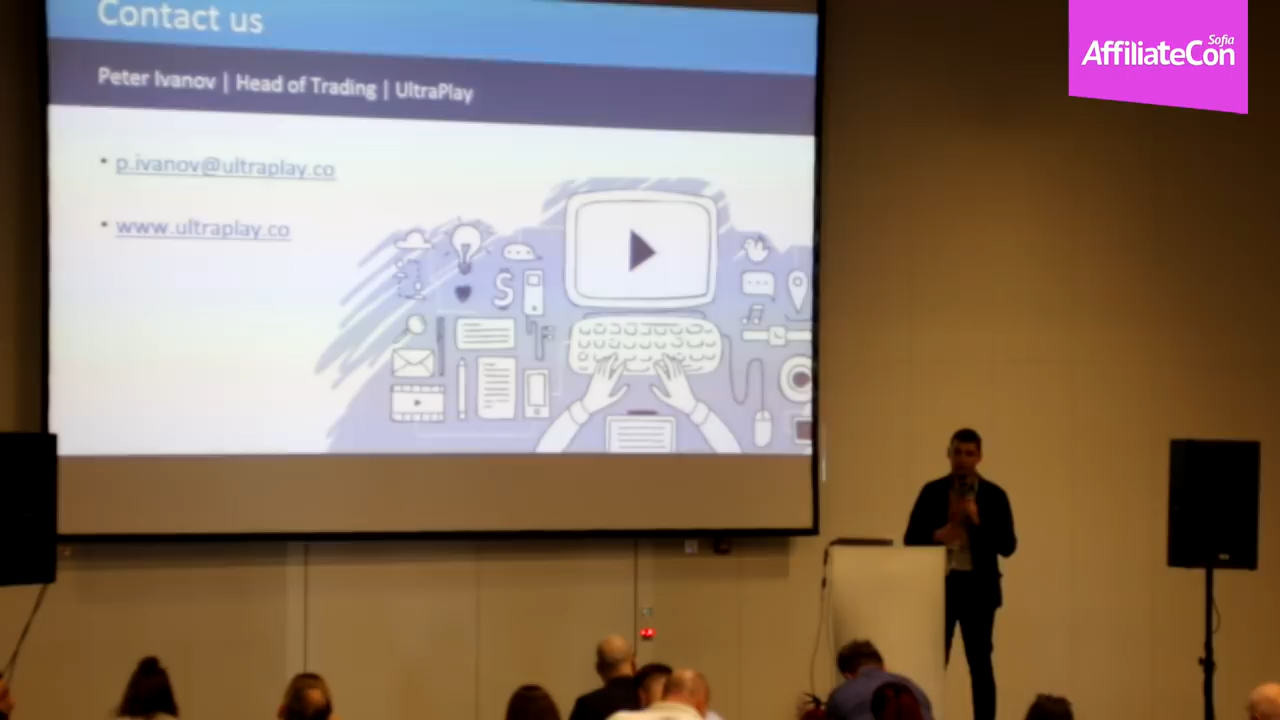 Contact us
Peter Ivanov | Head of Trading | UltraPlay
• p.ivanov@ultraplay.co
• www.ultraplay.co
Sofia
AffiliateCon